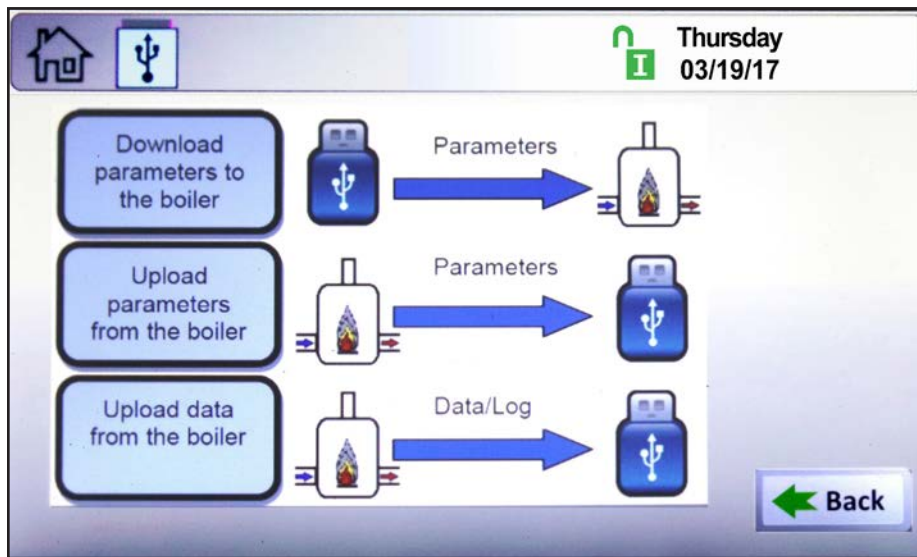 Thursday
03/19/17
I
Download
parameters to
the boiler
Parameters
Upload
parameters
from the boiler
Parameters
Upload data
from the boiler
Data/Log
Back